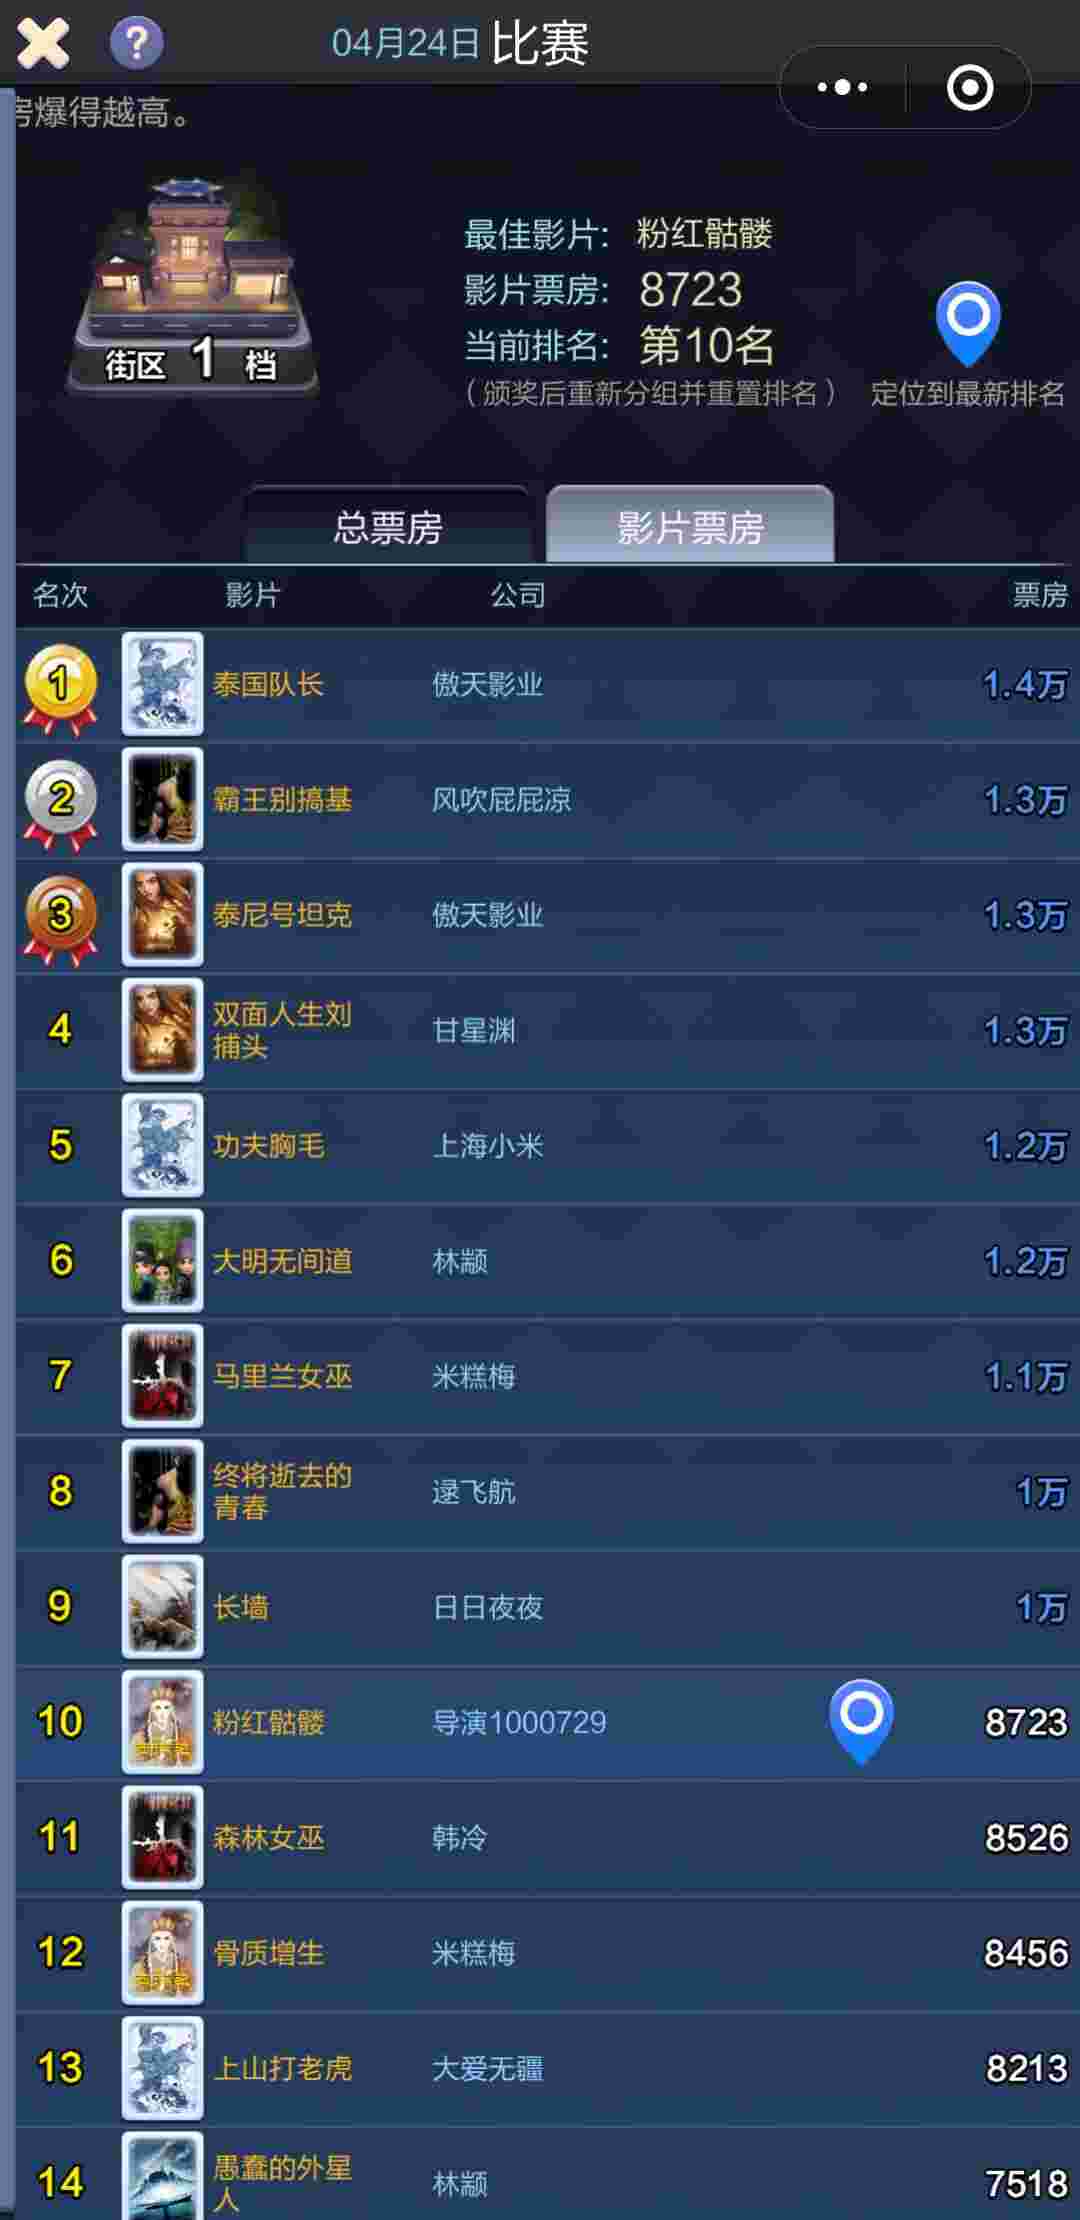 04月24日 比赛
房爆得越高。
最佳影片: 粉红骷髅
影片票房: 8723
当前排名: 第10名
(颁奖后重新分组并重置排名)
定位到最新排名
街区 1 档
总票房 影片票房
名次 影片 公司 票房
1 泰国队长 傲天影业 1.4万
2 霸王别搞基 风吹屁屁凉 1.3万
3 泰尼号坦克 傲天影业 1.3万
4 双面人生刘
捕头 甘星渊 1.3万
5 功夫胸毛 上海小米 1.2万
6 大明无间道 林颢 1.2万
7 马里兰女巫 米糕梅 1.1万
8 终将逝去的
青春 逯飞航 1万
9 长墙 日日夜夜 1万
10 粉红骷髅 导演1000729 8723
11 森林女巫 韩冷 8526
12 骨质增生 米糕梅 8456
13 上山打老虎 大爱无疆 8213
14 愚蠢的外星
人 林颢 7518